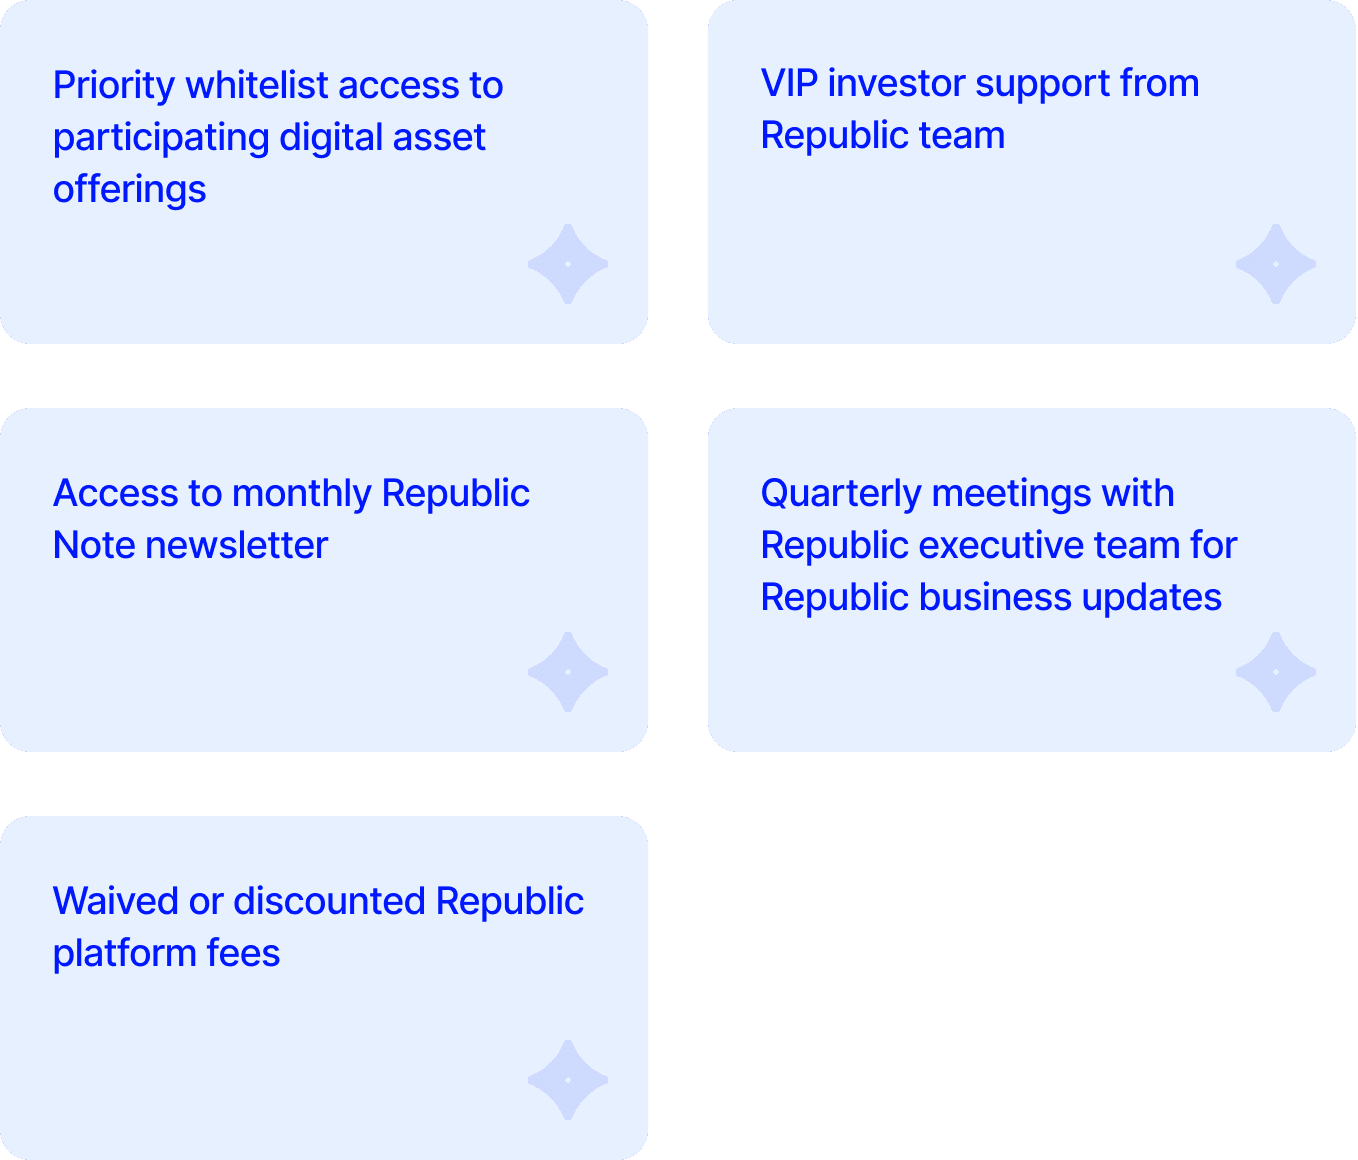 Priority whitelist access to
participating digital asset
offerings
VIP investor support from
Republic team
Access to monthly Republic
Note newsletter
Quarterly meetings with
Republic executive team for
Republic business updates
Waived or discounted Republic
platform fees